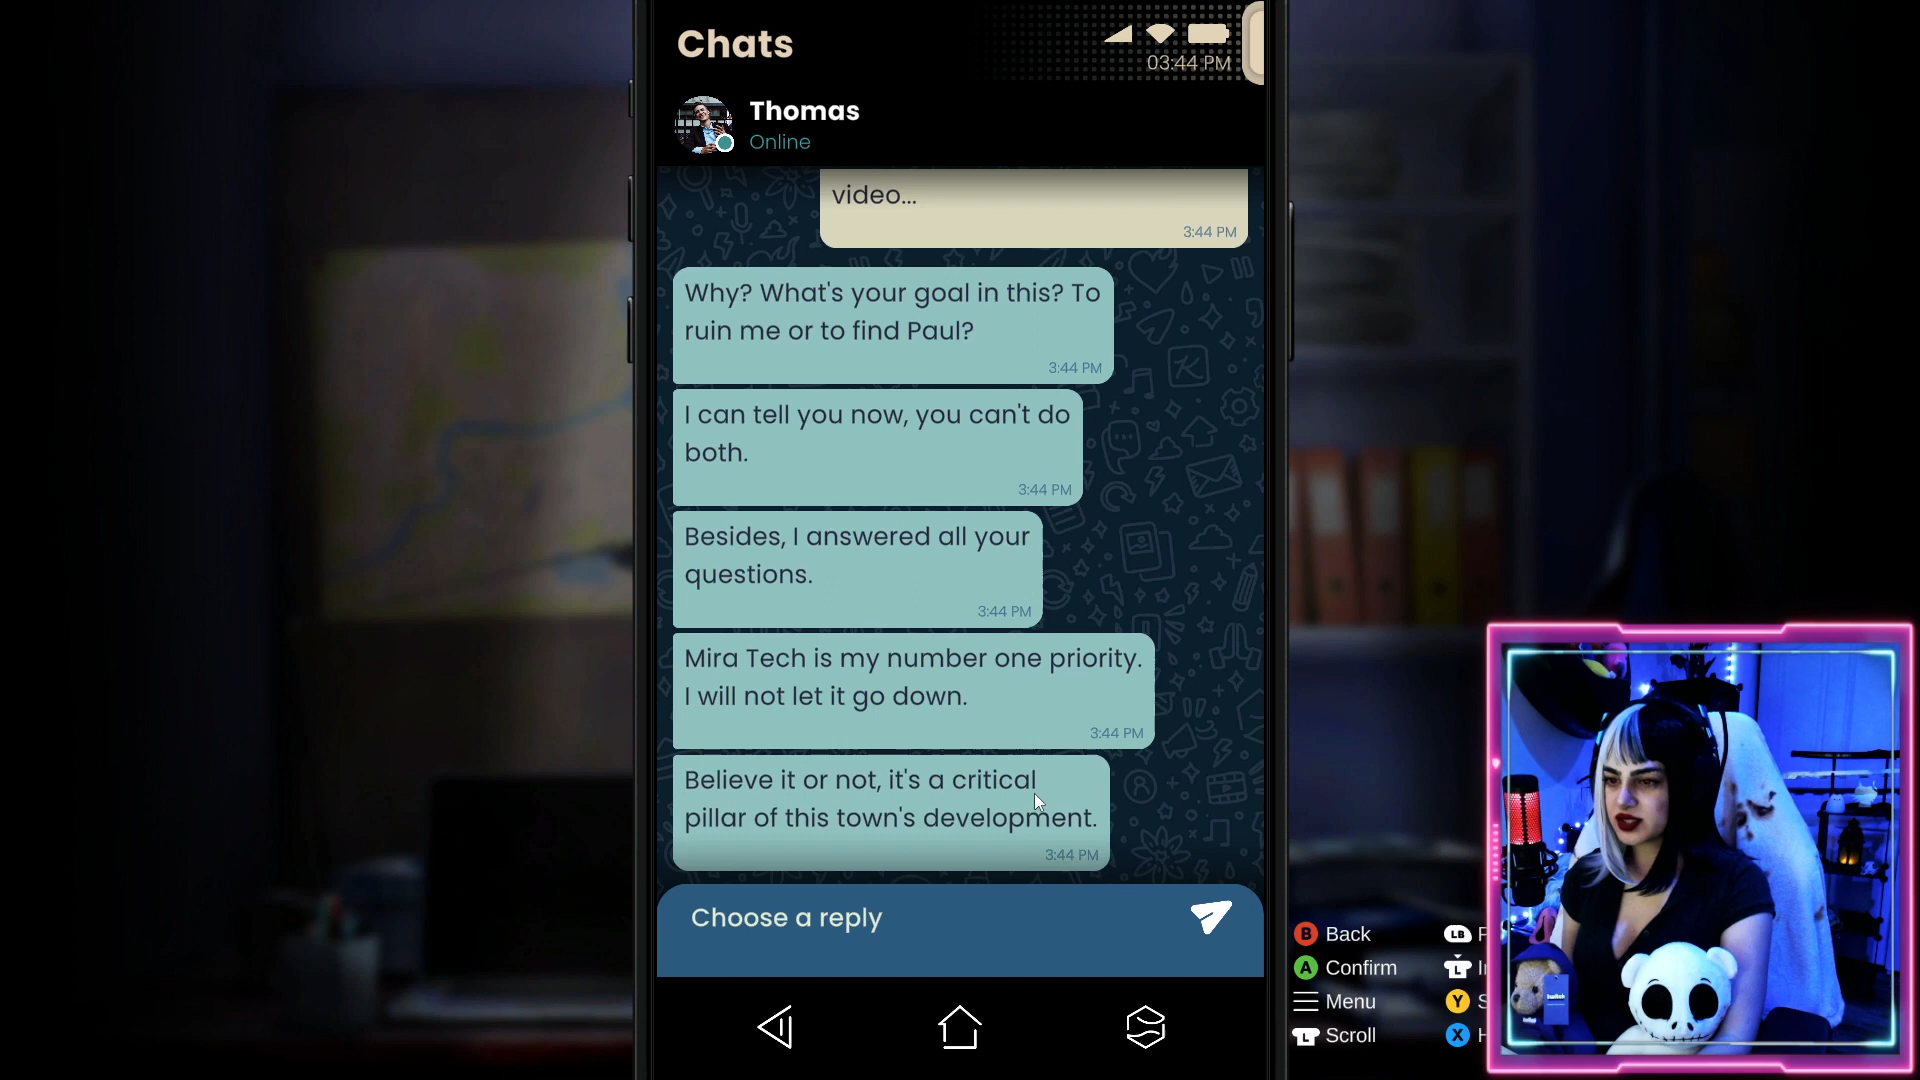 Chats
03:44 PM
Thomas
Online
video...
3:44 PM
Why? What's your goal in this? To
ruin me or to find Paul?
3:44 PM
I can tell you now, you can't do
both.
3:44 PM
Besides, I answered all your
questions.
3:44 PM
Mira Tech is my number one priority.
I will not let it go down.
3:44 PM
Believe it or not, it's a critical
pillar of this town's development.
3:44 PM
Choose a reply
B Back
LB
A Confirm
L
Menu
Y
L Scroll
X